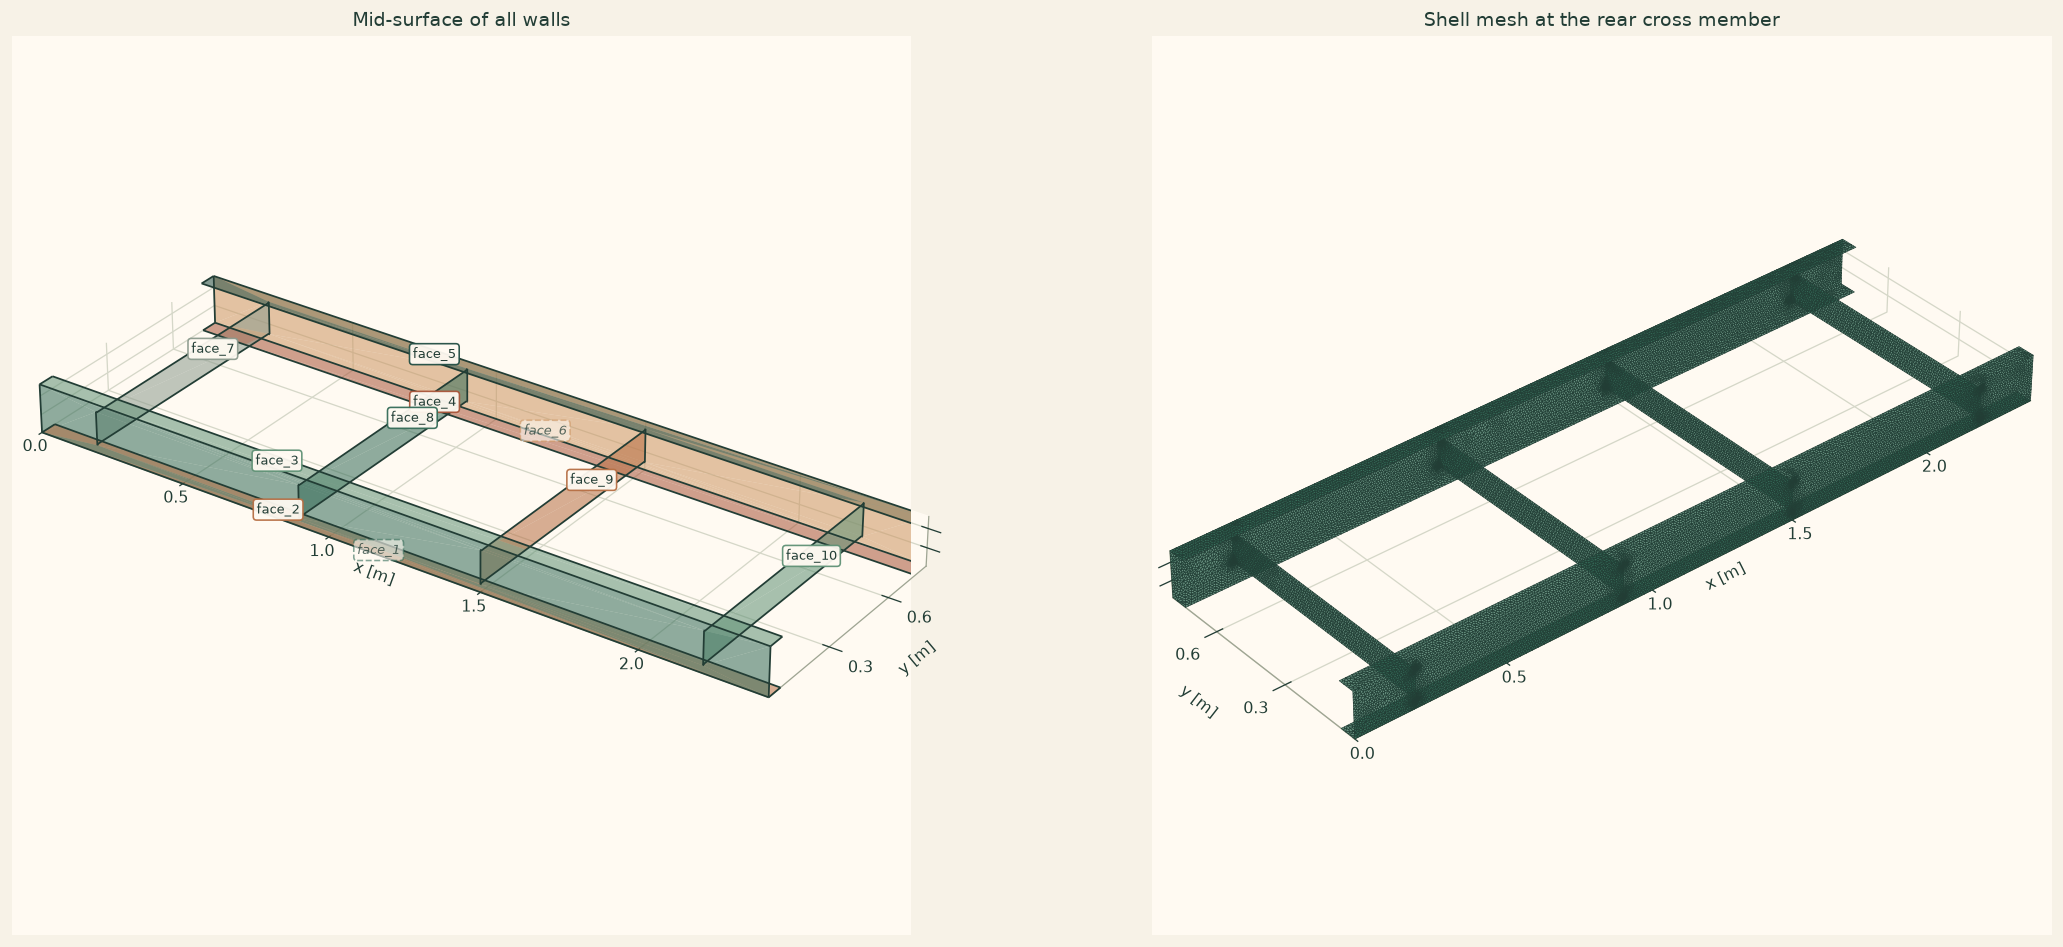 Mid-surface of all walls
face_5
face_7
face_4
face_8
face_6
face_3
face_9
face_2
face_1
face_10
0.0
0.5
1.0
x [m]
1.5
2.0
0.6
0.3
y [m]
Shell mesh at the rear cross member
2.0
1.5
x [m]
1.0
0.5
0.0
0.6
0.3
y [m]